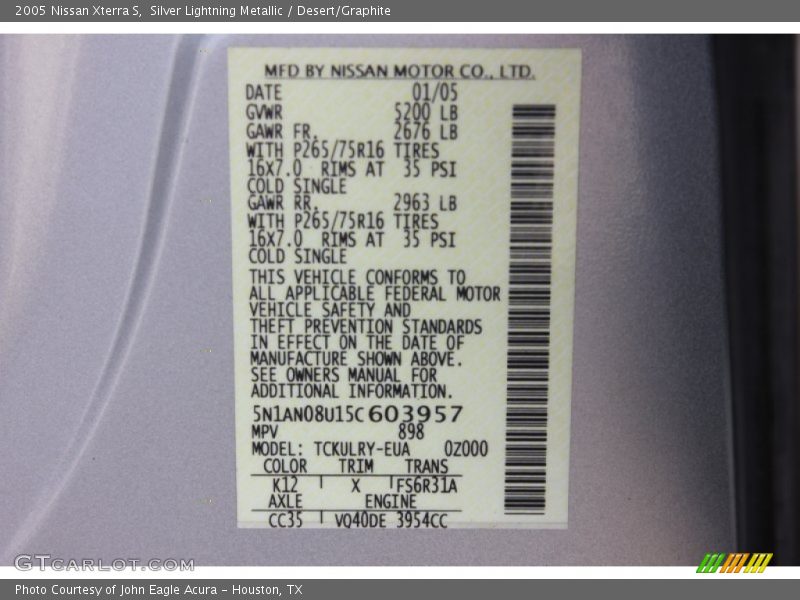 2005 Nissan Xterra S,  Silver Lightning Metallic / Desert/Graphite
MFD BY NISSAN MOTOR CO., LTD.
DATE 01/05
GVWR 5200 LB
GAWR FR. 2676 LB
WITH P265/75R16 TIRES
16X7.0 RIMS AT 35 PSI
COLD SINGLE
GAWR RR. 2963 LB
WITH P265/75R16 TIRES
16X7.0 RIMS AT 35 PSI
COLD SINGLE
THIS VEHICLE CONFORMS TO
ALL APPLICABLE FEDERAL MOTOR
VEHICLE SAFETY AND
THEFT PREVENTION STANDARDS
IN EFFECT ON THE DATE OF
MANUFACTURE SHOWN ABOVE.
SEE OWNERS MANUAL FOR
ADDITIONAL INFORMATION.
5N1AN08U15C603957
MPV 898
MODEL: TCKULRY-EUA 0Z000
COLOR TRIM TRANS
K12 X FS6R31A
AXLE ENGINE
CC35 VQ40DE 3954CC
GTCarLot.com
Photo Courtesy of John Eagle Acura - Houston, TX